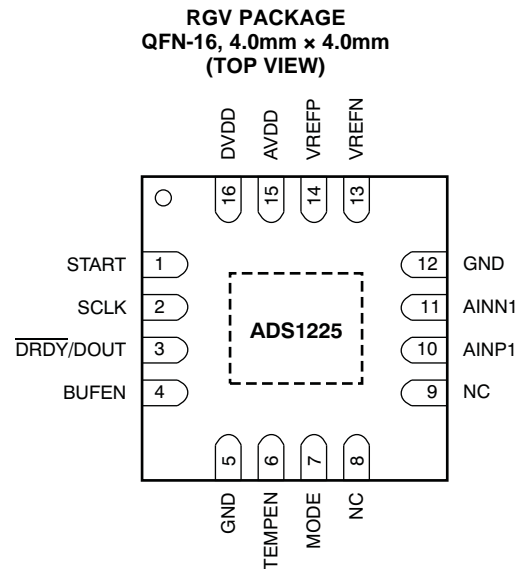 RGV PACKAGE
QFN-16, 4.0mm × 4.0mm
(TOP VIEW)
DVDD
AVDD
VREFP
VREFN
16
15
14
13
START 1
SCLK 2
DRDY/DOUT 3
BUFEN 4
ADS1225
12 GND
11 AINN1
10 AINP1
9 NC
5
6
7
8
GND
TEMPEN
MODE
NC